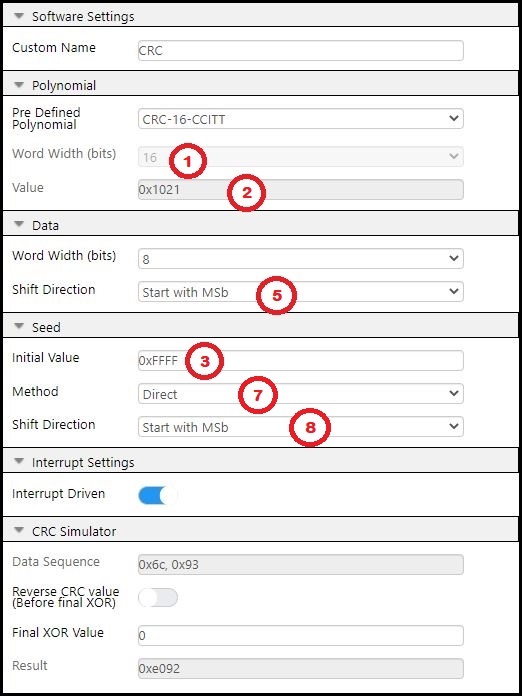 Software Settings
Custom Name CRC
Polynomial
Pre Defined
Polynomial CRC-16-CCITT
Word Width (bits) 16 1
Value 0x1021 2
Data
Word Width (bits) 8
Shift Direction Start with MSb 5
Seed
Initial Value 0xFFFF 3
Method Direct 7
Shift Direction Start with MSb 8
Interrupt Settings
Interrupt Driven
CRC Simulator
Data Sequence 0x6c, 0x93
Reverse CRC value
(Before final XOR)
Final XOR Value 0
Result 0xe092